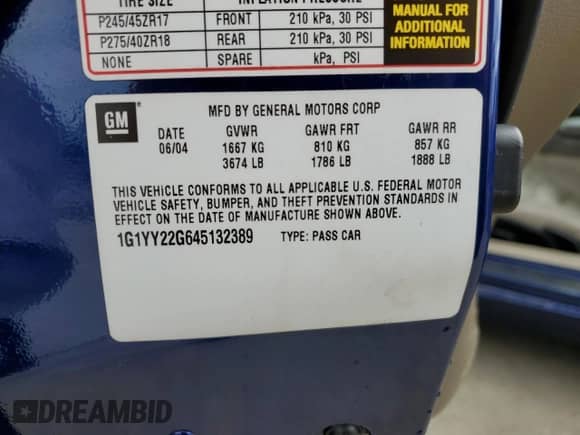 TIRE SIZE INFLATION PRESSURE
P245/45ZR17 FRONT 210 kPa, 30 PSI
P275/40ZR18 REAR 210 kPa, 30 PSI
NONE SPARE kPa, PSI
MANUAL FOR
ADDITIONAL
INFORMATION
GM
MFD BY GENERAL MOTORS CORP
DATE GVWR GAWR FRT GAWR RR
06/04 1667 KG 810 KG 857 KG
3674 LB 1786 LB 1888 LB
THIS VEHICLE CONFORMS TO ALL APPLICABLE U.S. FEDERAL MOTOR
VEHICLE SAFETY, BUMPER, AND THEFT PREVENTION STANDARDS IN
EFFECT ON THE DATE OF MANUFACTURE SHOWN ABOVE.
1G1YY22G645132389 TYPE: PASS CAR
DREAMBID